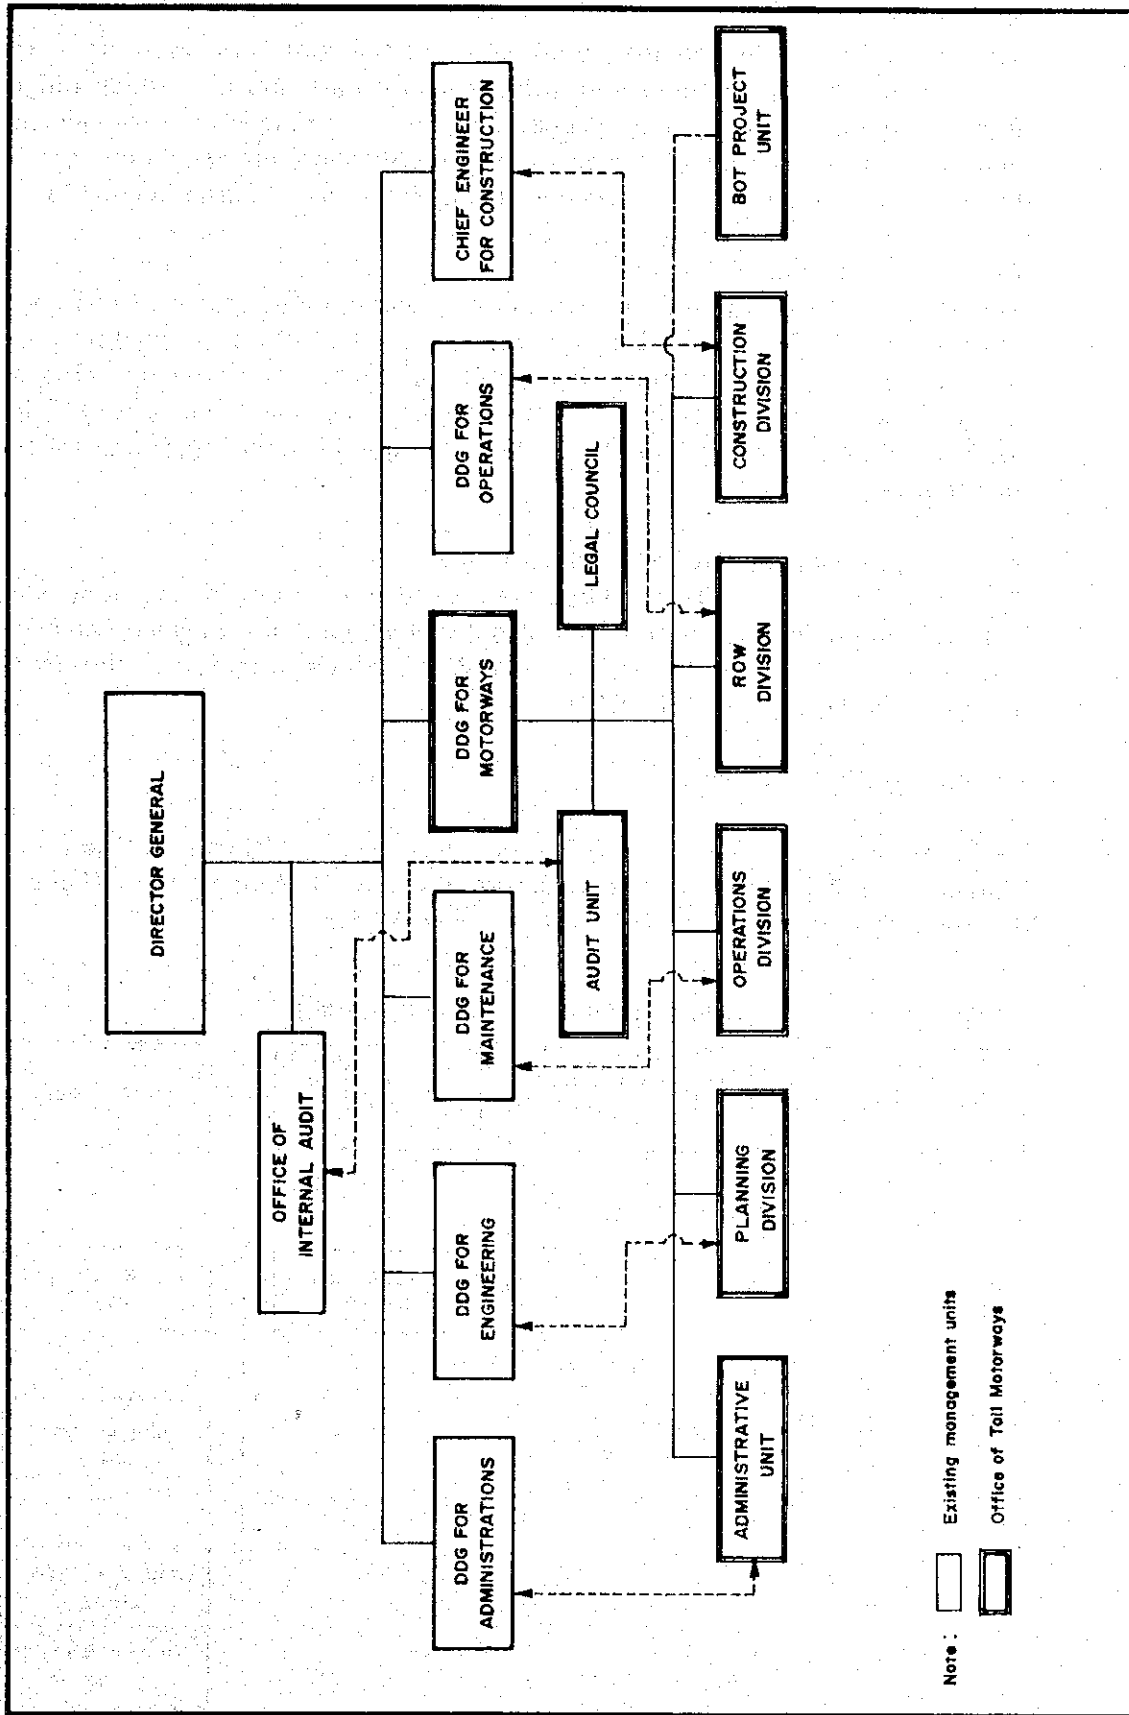 DIRECTOR GENERAL
OFFICE OF
INTERNAL AUDIT
DDG FOR
ADMINISTRATIONS
DDG FOR
ENGINEERING
DDG FOR
MAINTENANCE
DDG FOR
MOTORWAYS
DDG FOR
OPERATIONS
CHIEF ENGINEER
FOR CONSTRUCTION
AUDIT UNIT
LEGAL COUNCIL
ADMINISTRATIVE
UNIT
PLANNING
DIVISION
OPERATIONS
DIVISION
ROW
DIVISION
CONSTRUCTION
DIVISION
BOT PROJECT
UNIT
Note :
Existing management units
Office of Toll Motorways